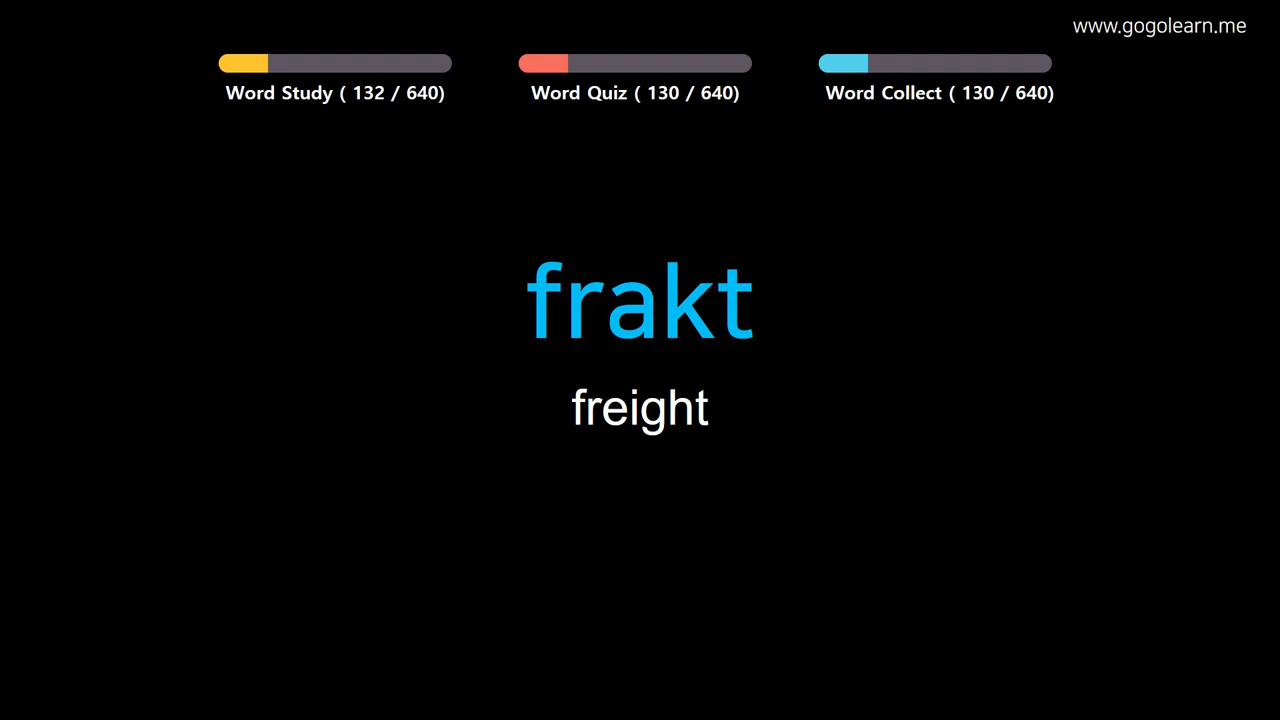 www.gogolearn.me
Word Study ( 132 / 640)
Word Quiz ( 130 / 640)
Word Collect ( 130 / 640)
frakt
freight